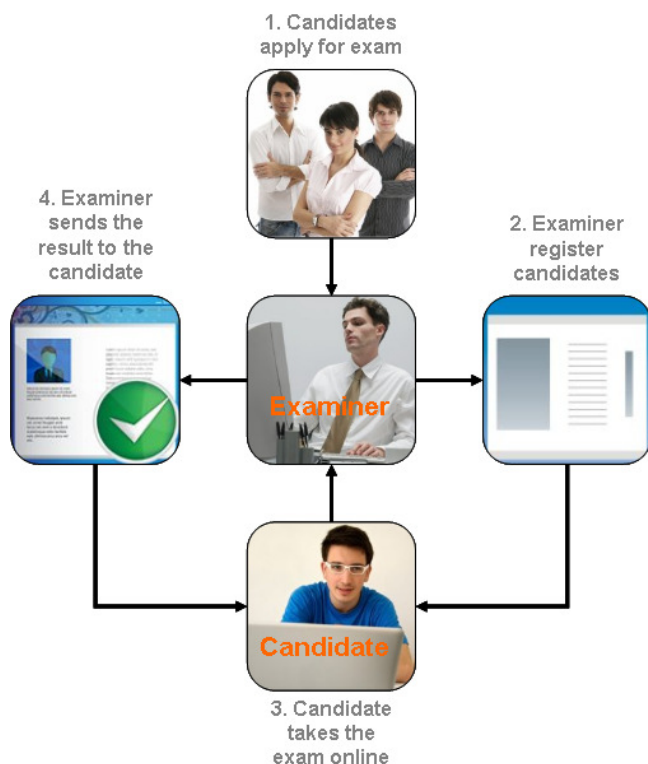 1. Candidates
apply for exam
4. Examiner
sends the
result to the
candidate
2. Examiner
register
candidates
Examiner
Candidate
3. Candidate
takes the
exam online